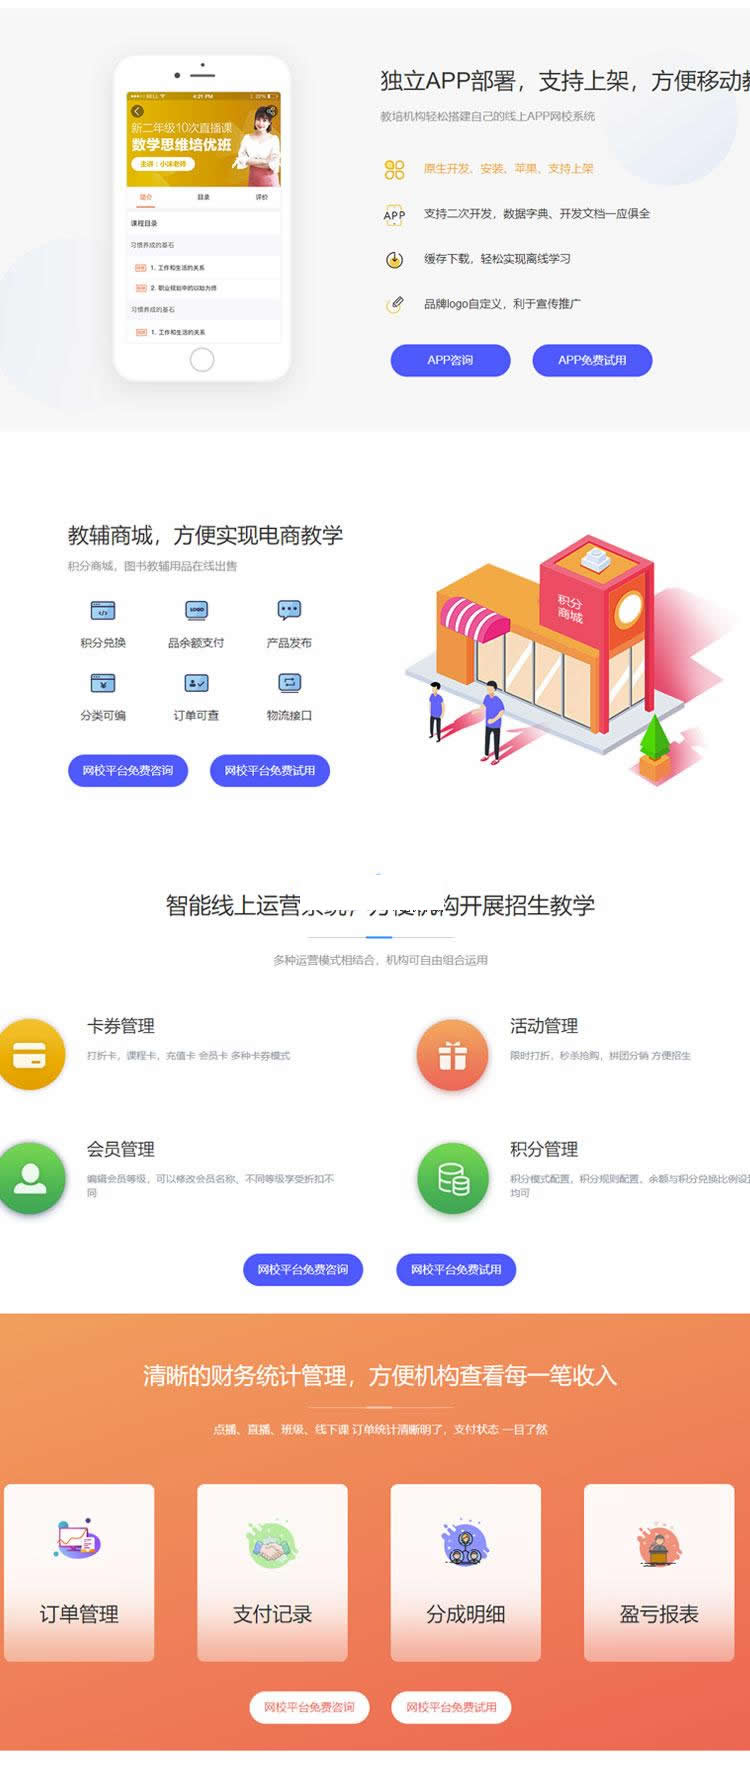 独立APP部署，支持上架，方便移动教
教培机构轻松搭建自己的线上APP网校系统
原生开发、安装、苹果、支持上架
APP
支持二次开发，数据字典、开发文档一应俱全
缓存下载，轻松实现离线学习
品牌logo自定义，利于宣传推广
APP咨询
APP免费试用
BELL
4:21 PM
22%
新二年级10次直播课
数学思维培优班
主讲：小沫老师
简介
目录
评价
课程目录
习惯养成的基石
1. 工作和生活的关系
2. 职业规划中的以始为终
习惯养成的基石
1. 工作和生活的关系
教辅商城，方便实现电商教学
积分商城，图书教辅用品在线出售
LOGO
积分兑换
品余额支付
产品发布
分类可编
订单可查
物流接口
网校平台免费咨询
网校平台免费试用
积分
商城
智能线上运营系统，方便机构开展招生教学
多种运营模式相结合，机构可自由组合运用
卡券管理
打折卡，课程卡，充值卡 会员卡 多种卡券模式
活动管理
限时打折，秒杀抢购，拼团分销 方便招生
会员管理
编辑会员等级，可以修改会员名称、不同等级享受折扣不
同
积分管理
积分模式配置，积分规则配置、余额与积分兑换比例设
均可
网校平台免费咨询
网校平台免费试用
清晰的财务统计管理，方便机构查看每一笔收入
点播、直播、班级、线下课 订单统计清晰明了，支付状态 一目了然
订单管理
支付记录
分成明细
盈亏报表
网校平台免费咨询
网校平台免费试用